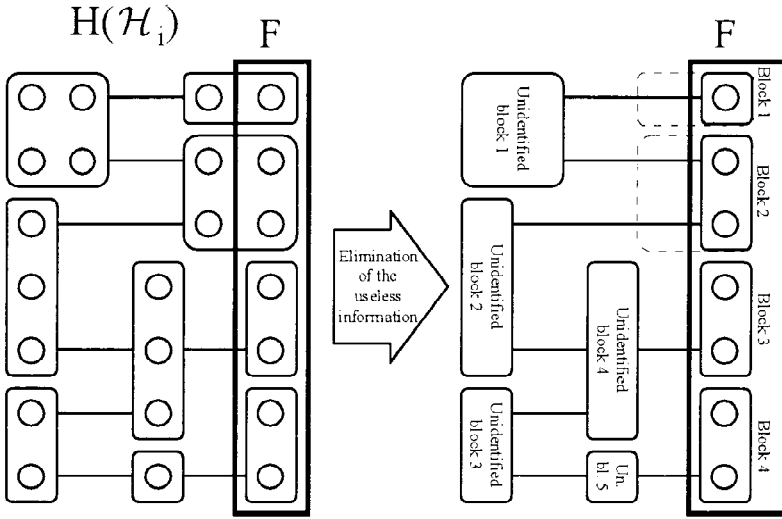 H(ℋ i)
F
F
Block 1
Unidentified
block 1
Block 2
Elimination
of the
useless
information
Unidentified
block 2
Unidentified
block 4
Block 3
Unidentified
block 3
Un.
bl. 5
Block 4